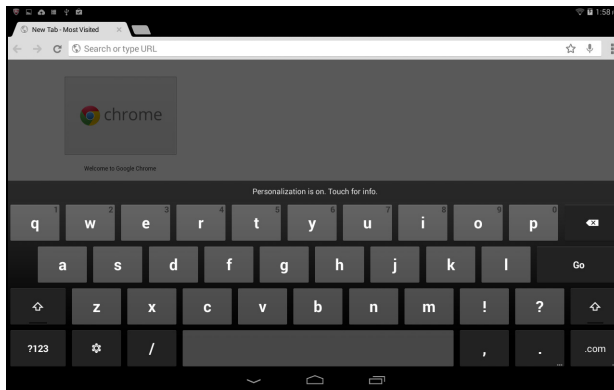 1:58
New Tab - Most Visited
Search or type URL
chrome
Welcome to Google Chrome
Personalization is on. Touch for info.
1 2 3 4 5 6 7 8 9 0
q w e r t y u i o p
a s d f g h j k l Go
z x c v b n m ! ?
?123 / , . ... .com